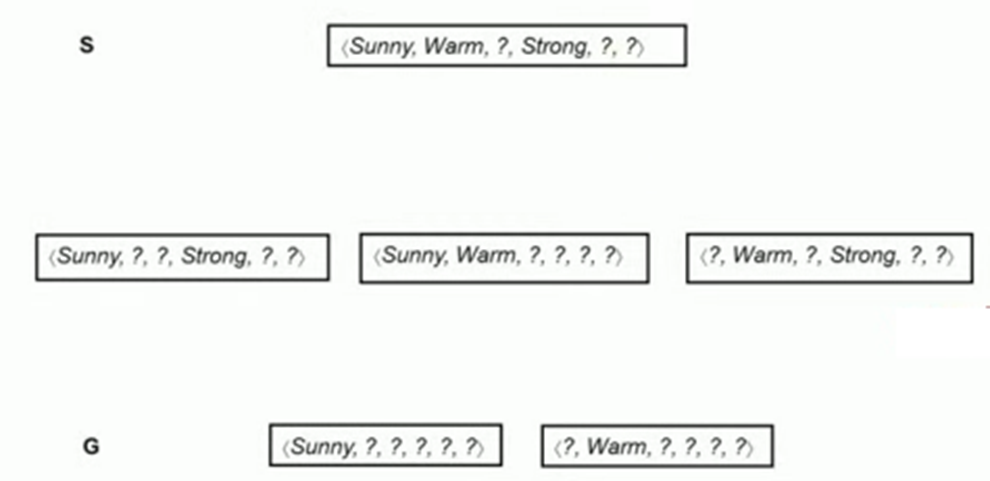 S
⟨Sunny, Warm, ?, Strong, ?, ?⟩
⟨Sunny, ?, ?, Strong, ?, ?⟩
⟨Sunny, Warm, ?, ?, ?, ?⟩
⟨?, Warm, ?, Strong, ?, ?⟩
G
⟨Sunny, ?, ?, ?, ?, ?⟩
⟨?, Warm, ?, ?, ?, ?⟩